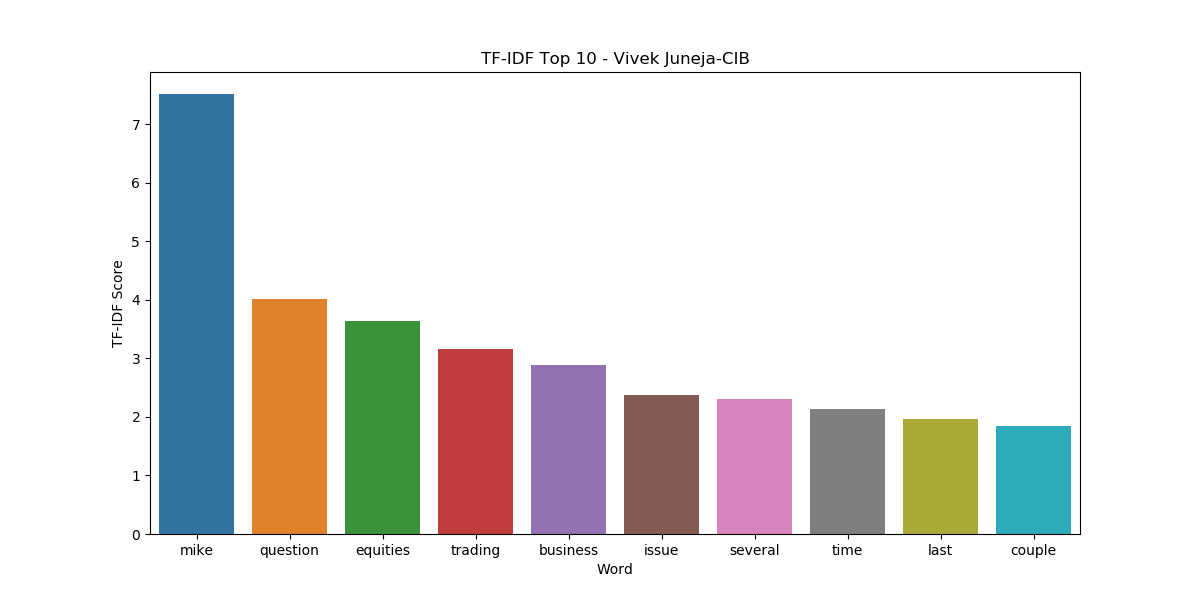 TF-IDF Top 10 - Vivek Juneja-CIB
TF-IDF Score
7
6
5
4
3
2
1
0
mike question equities trading business issue several time last couple
Word